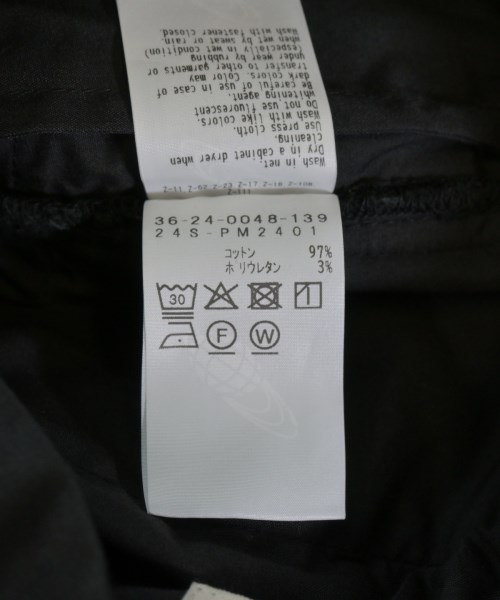 Wash in net.
Dry in a cabinet dryer when
cleaning.
Use press cloth.
Wash with like colors.
Do not use fluorescent
whitening agent.
Be careful of use in case of
dark colors. Color may
transfer to other garments or
under wear by rubbing
(especially in wet condition)
when wet by sweat or rain.
Wash with fastener closed.
36-24-0048-139
24S-PM2401
コットン 97%
ポリウレタン 3%
30
F W